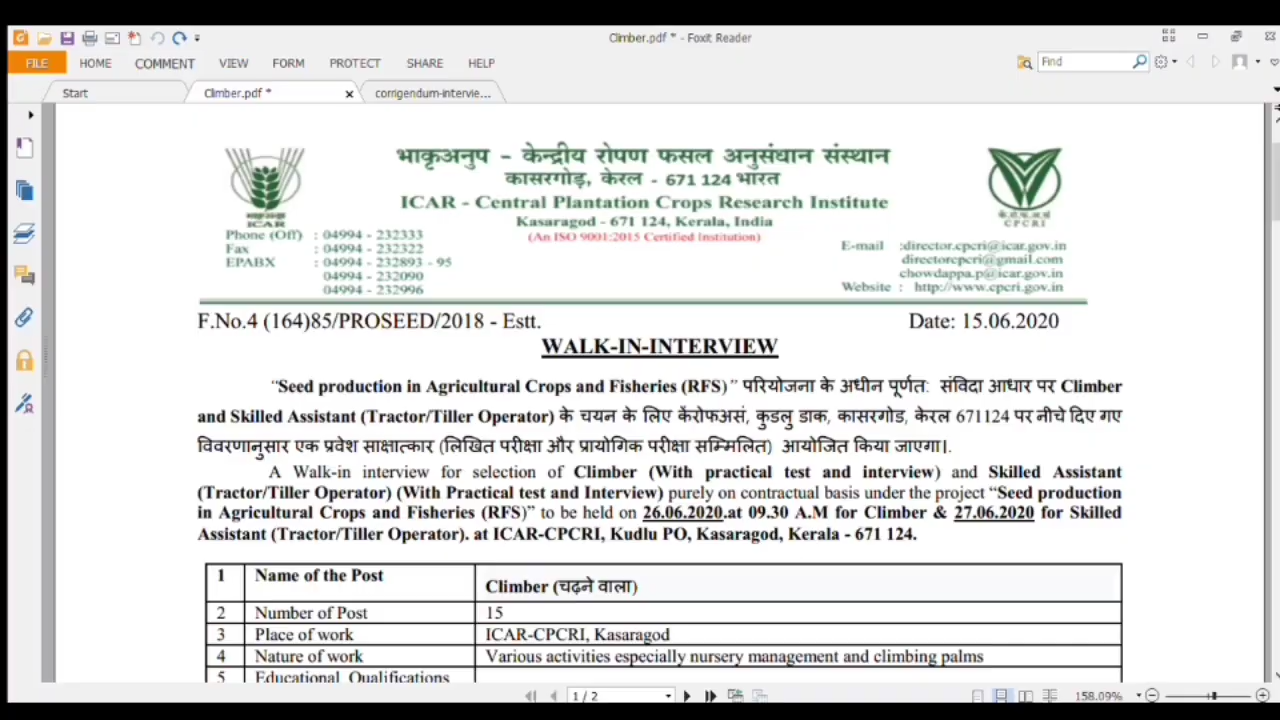 Climber.pdf * - Foxit Reader
FILE HOME COMMENT VIEW FORM PROTECT SHARE HELP
Find
Start Climber.pdf * corrigendum-intervie...
भाकृअनुप – केन्द्रीय रोपण फसल अनुसंधान संस्थान
कासरगोड़, केरल - 671 124 भारत
ICAR - Central Plantation Crops Research Institute
Kasaragod - 671 124, Kerala, India
(An ISO 9001:2015 Certified Institution)
ICAR
CPCRI
Phone (Off) : 04994 - 232333
Fax : 04994 - 232322
EPABX : 04994 - 232893 - 95
04994 - 232090
04994 - 232996
E-mail :director.cpcri@icar.gov.in
directorcpcri@gmail.com
chowdappa.p@icar.gov.in
Website : http://www.cpcri.gov.in
F.No.4 (164)85/PROSEED/2018 - Estt. Date: 15.06.2020
WALK-IN-INTERVIEW
“Seed production in Agricultural Crops and Fisheries (RFS)” परियोजना के अधीन पूर्णत: संविदा आधार पर Climber
and Skilled Assistant (Tractor/Tiller Operator) के चयन के लिए केंरोफअसं, कुडलु डाक, कासरगोड, केरल 671124 पर नीचे दिए गए
विवरणानुसार एक प्रवेश साक्षात्कार (लिखित परीक्षा और प्रायोगिक परीक्षा सम्मिलित) आयोजित किया जाएगा।.
A Walk-in interview for selection of Climber (With practical test and interview) and Skilled Assistant
(Tractor/Tiller Operator) (With Practical test and Interview) purely on contractual basis under the project “Seed production
in Agricultural Crops and Fisheries (RFS)” to be held on 26.06.2020.at 09.30 A.M for Climber & 27.06.2020 for Skilled
Assistant (Tractor/Tiller Operator). at ICAR-CPCRI, Kudlu PO, Kasaragod, Kerala - 671 124.
1 Name of the Post Climber (चढ़ने वाला)
2 Number of Post 15
3 Place of work ICAR-CPCRI, Kasaragod
4 Nature of work Various activities especially nursery management and climbing palms
5 Educational Qualifications
1 / 2
158.09%